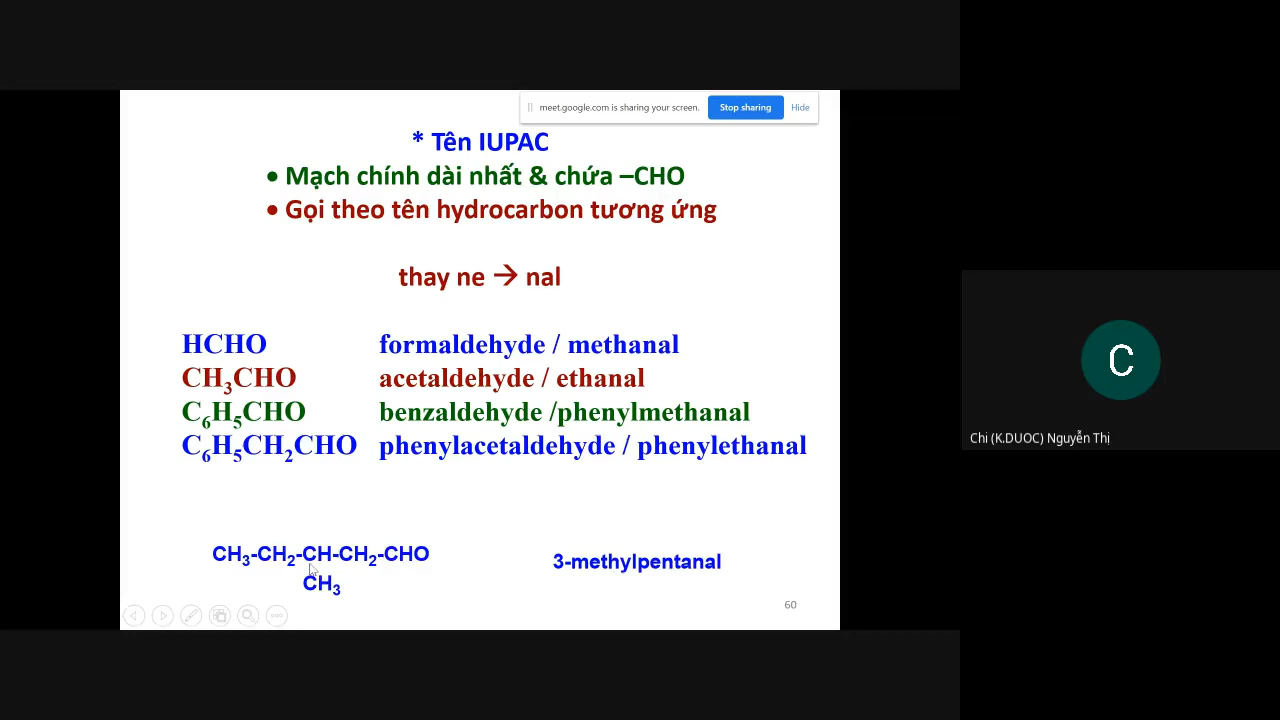 meet.google.com is sharing your screen. Stop sharing Hide
* Tên IUPAC
• Mạch chính dài nhất & chứa –CHO
• Gọi theo tên hydrocarbon tương ứng
thay ne → nal
HCHO formaldehyde / methanal
CH3CHO acetaldehyde / ethanal
C6H5CHO benzaldehyde /phenylmethanal
C6H5CH2CHO phenylacetaldehyde / phenylethanal
CH3-CH2-CH-CH2-CHO 3-methylpentanal
CH3
60
C
Chi (K.DUOC) Nguyễn Thị